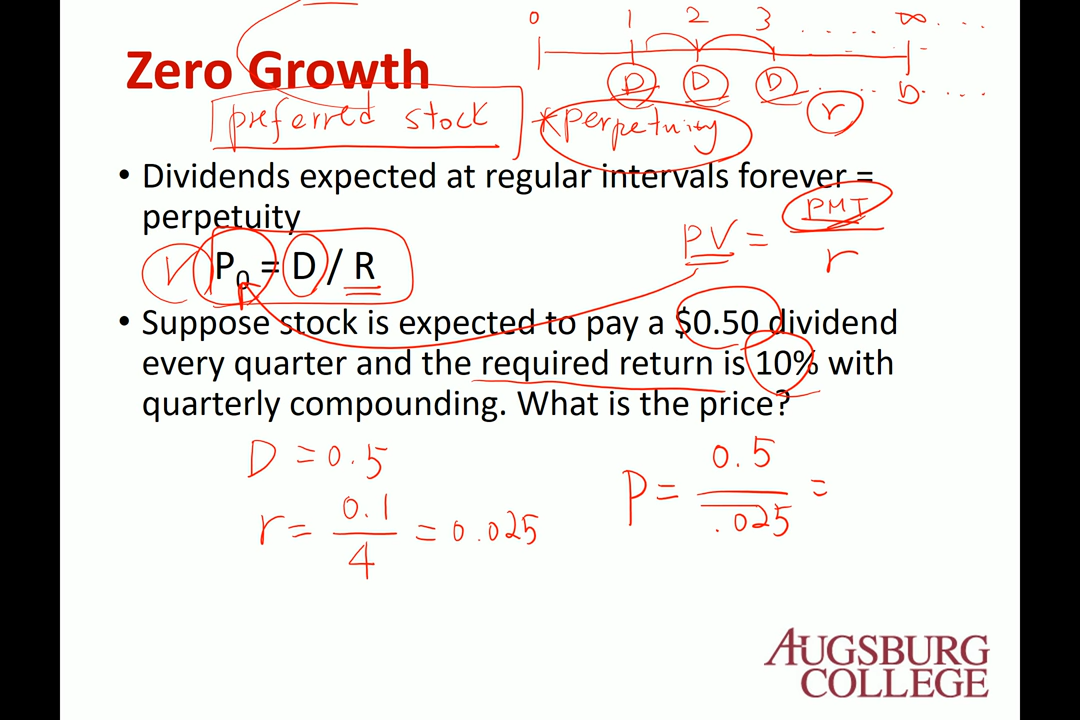 0 1 2 3 ..... ∞ ...
Zero Growth
D D D ..... D ....
r
preferred stock *perpetuity
• Dividends expected at regular intervals forever =
perpetuity
PV = PMT / r
V P₀ = D / R
• Suppose stock is expected to pay a $0.50 dividend
every quarter and the required return is 10% with
quarterly compounding. What is the price?
D = 0.5
r = 0.1 / 4 = 0.025
P = 0.5 / .025 =
AUGSBURG
COLLEGE